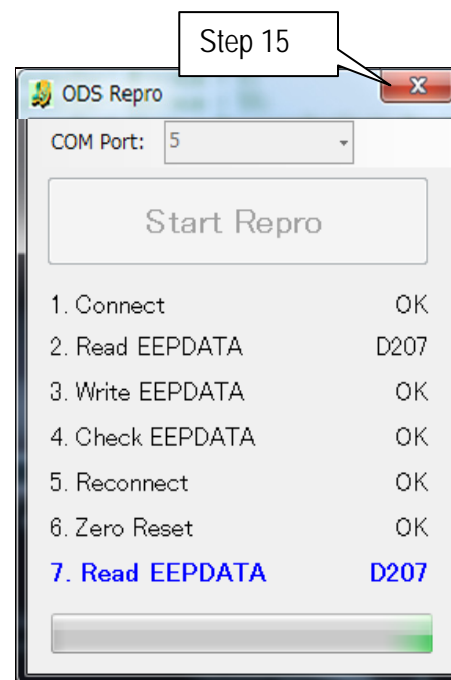 Step 15
ODS Repro
x
COM Port: 5
Start Repro
1. Connect OK
2. Read EEPDATA D207
3. Write EEPDATA OK
4. Check EEPDATA OK
5. Reconnect OK
6. Zero Reset OK
7. Read EEPDATA D207